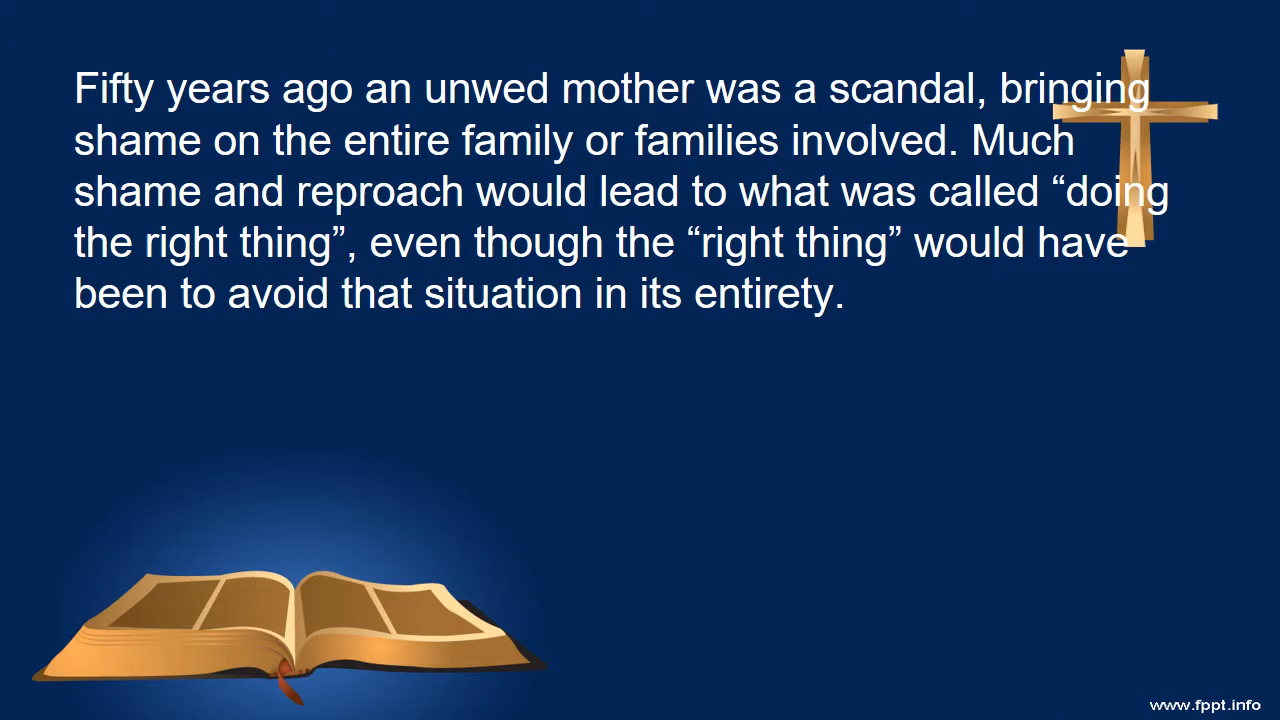 Fifty years ago an unwed mother was a scandal, bringing
shame on the entire family or families involved. Much
shame and reproach would lead to what was called “doing
the right thing”, even though the “right thing” would have
been to avoid that situation in its entirety.
www.fppt.info